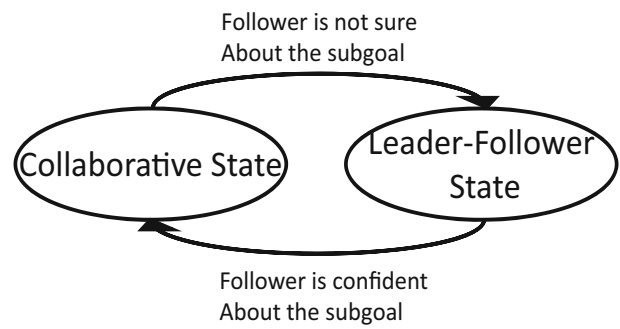 Follower is not sure
About the subgoal
Collaborative State
Leader-Follower
State
Follower is confident
About the subgoal